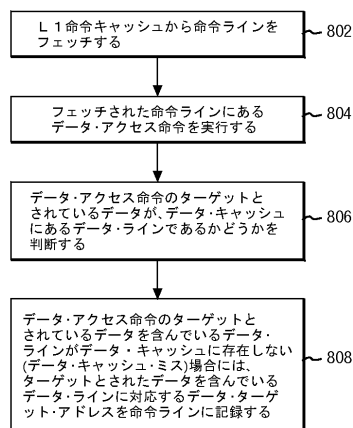 L1命令キャッシュから命令ラインを
フェッチする
802
フェッチされた命令ラインにある
データ・アクセス命令を実行する
804
データ・アクセス命令のターゲットと
されているデータが、データ・キャッシュ
にあるデータ・ラインであるかどうかを
判断する
806
データ・アクセス命令のターゲットと
されているデータを含んでいるデータ・
ラインがデータ・キャッシュに存在しない
(データ・キャッシュ・ミス)場合には、
ターゲットとされたデータを含んでいる
データ・ラインに対応するデータ・ターゲ
ット・アドレスを命令ラインに記録する
808